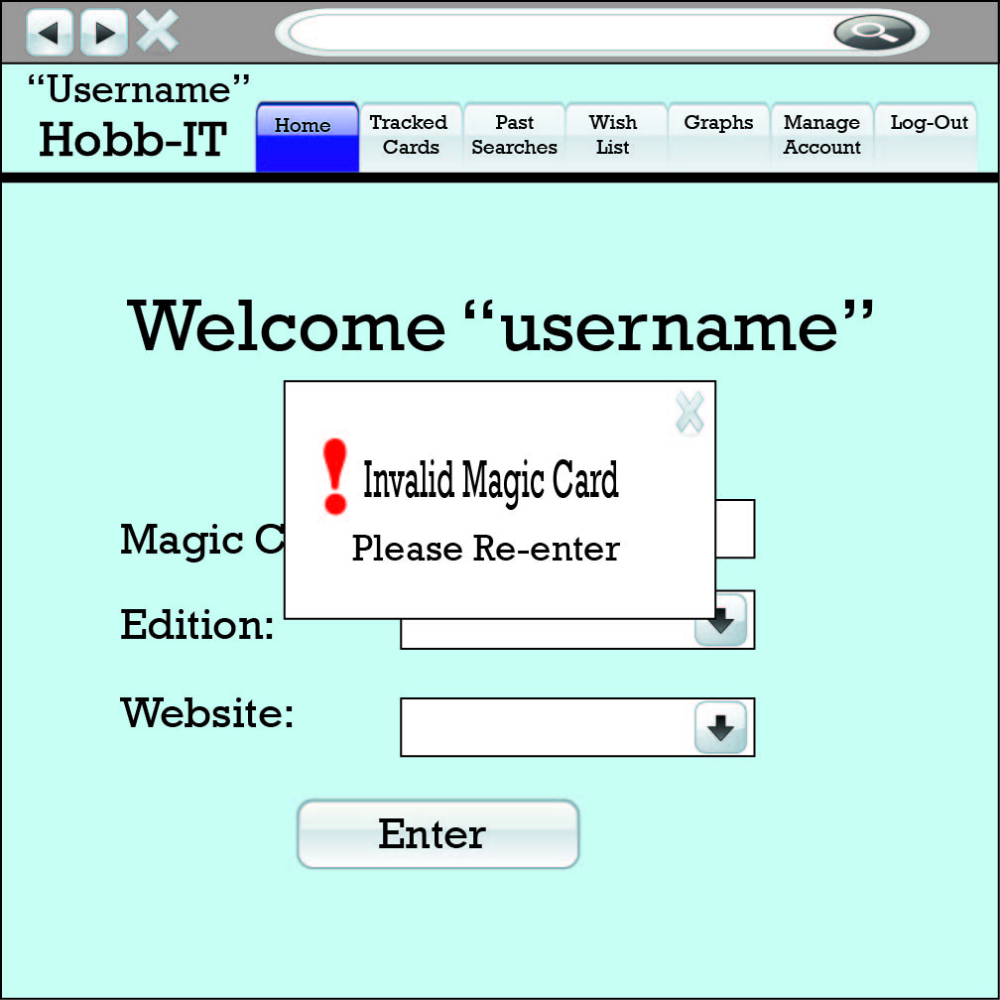 “Username”
Hobb-IT
Home
Tracked
Cards
Past
Searches
Wish
List
Graphs
Manage
Account
Log-Out
Welcome “username”
Invalid Magic Card
Please Re-enter
Magic C
Edition:
Website:
Enter